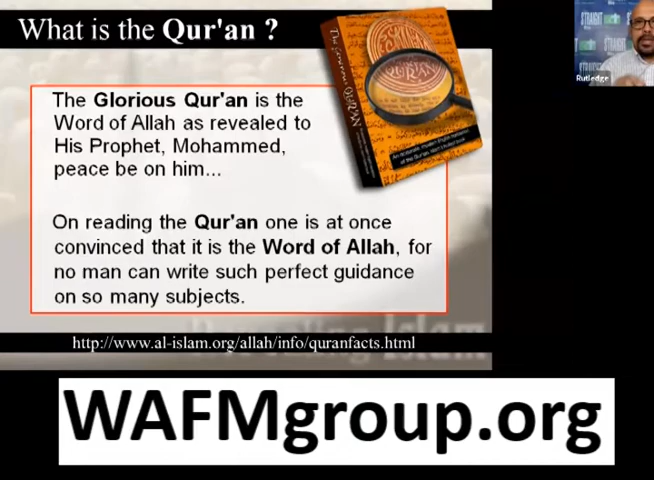 What is the Qur'an ?
The Glorious Qur'an is the
Word of Allah as revealed to
His Prophet, Mohammed,
peace be on him...
On reading the Qur'an one is at once
convinced that it is the Word of Allah, for
no man can write such perfect guidance
on so many subjects.
http://www.al-islam.org/allah/info/quranfacts.html
WAFMgroup.org
STRAIGHT
Rutledge
QUR'AN